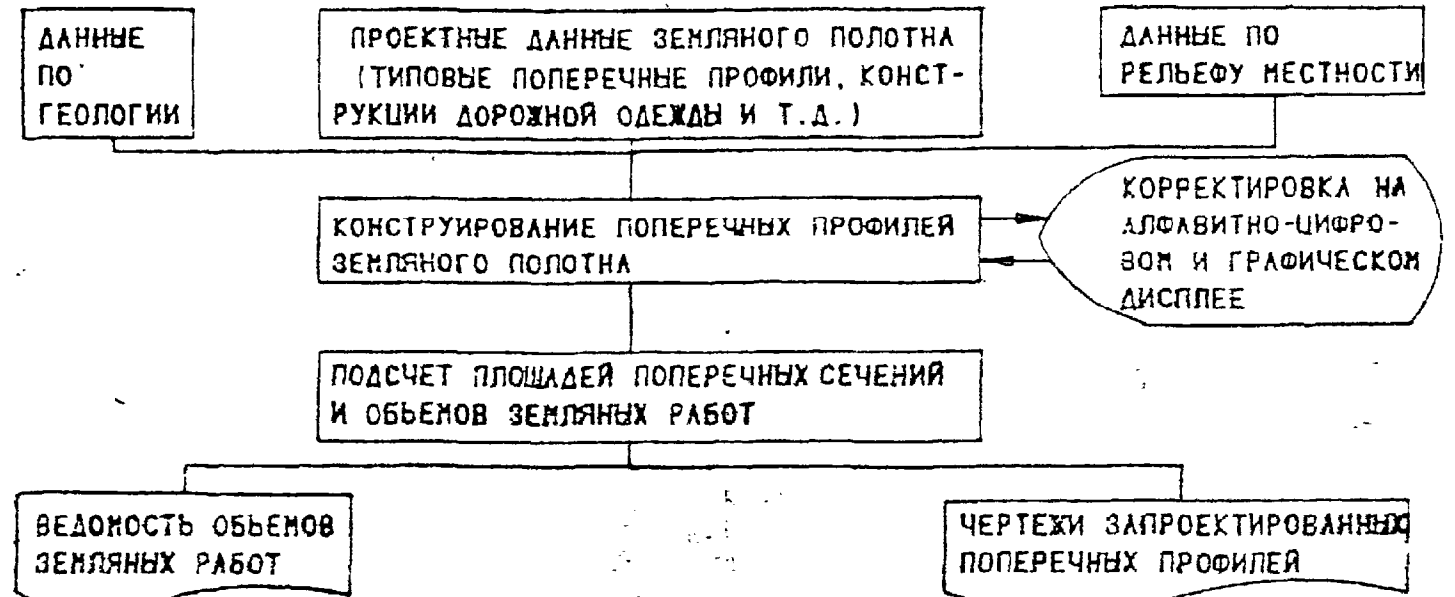 ДАННЫЕ
ПО
ГЕОЛОГИИ
ПРОЕКТНЫЕ ДАННЫЕ ЗЕМЛЯНОГО ПОЛОТНА
(ТИПОВЫЕ ПОПЕРЕЧНЫЕ ПРОФИЛИ, КОНСТ-
РУКЦИИ ДОРОЖНОЙ ОДЕЖДЫ И Т.Д.)
ДАННЫЕ ПО
РЕЛЬЕФУ МЕСТНОСТИ
КОНСТРУИРОВАНИЕ ПОПЕРЕЧНЫХ ПРОФИЛЕЙ
ЗЕМЛЯНОГО ПОЛОТНА
КОРРЕКТИРОВКА НА
АЛФАВИТНО-ЦИФРО-
ВОМ И ГРАФИЧЕСКОМ
ДИСПЛЕЕ
ПОДСЧЕТ ПЛОЩАДЕЙ ПОПЕРЕЧНЫХ СЕЧЕНИЙ
И ОБЬЕМОВ ЗЕМЛЯНЫХ РАБОТ
ВЕДОМОСТЬ ОБЬЕМОВ
ЗЕМЛЯНЫХ РАБОТ
ЧЕРТЕЖИ ЗАПРОЕКТИРОВАННЫХ
ПОПЕРЕЧНЫХ ПРОФИЛЕЙ